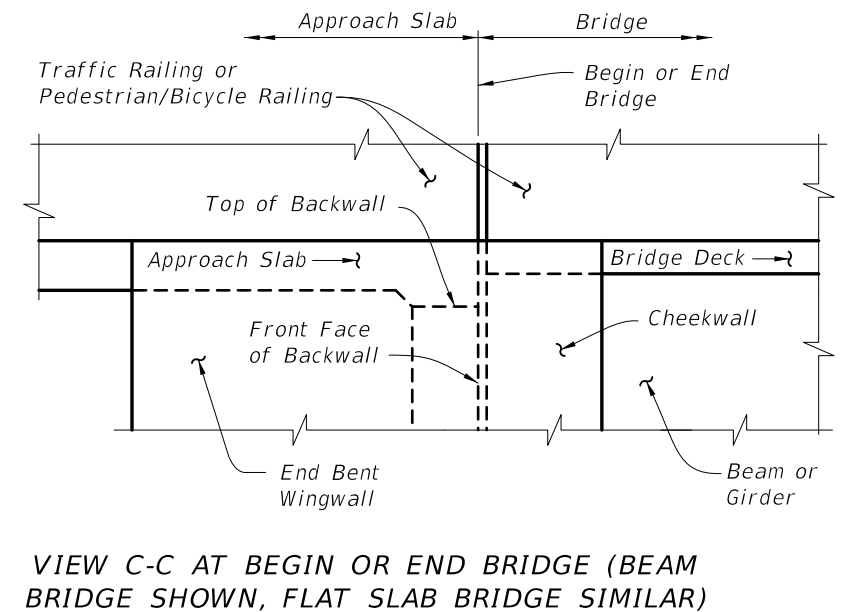 Approach Slab
Bridge
Traffic Railing or
Pedestrian/Bicycle Railing
Begin or End
Bridge
Top of Backwall
Approach Slab
Bridge Deck
Front Face
of Backwall
Cheekwall
End Bent
Wingwall
Beam or
Girder
VIEW C-C AT BEGIN OR END BRIDGE (BEAM
BRIDGE SHOWN, FLAT SLAB BRIDGE SIMILAR)